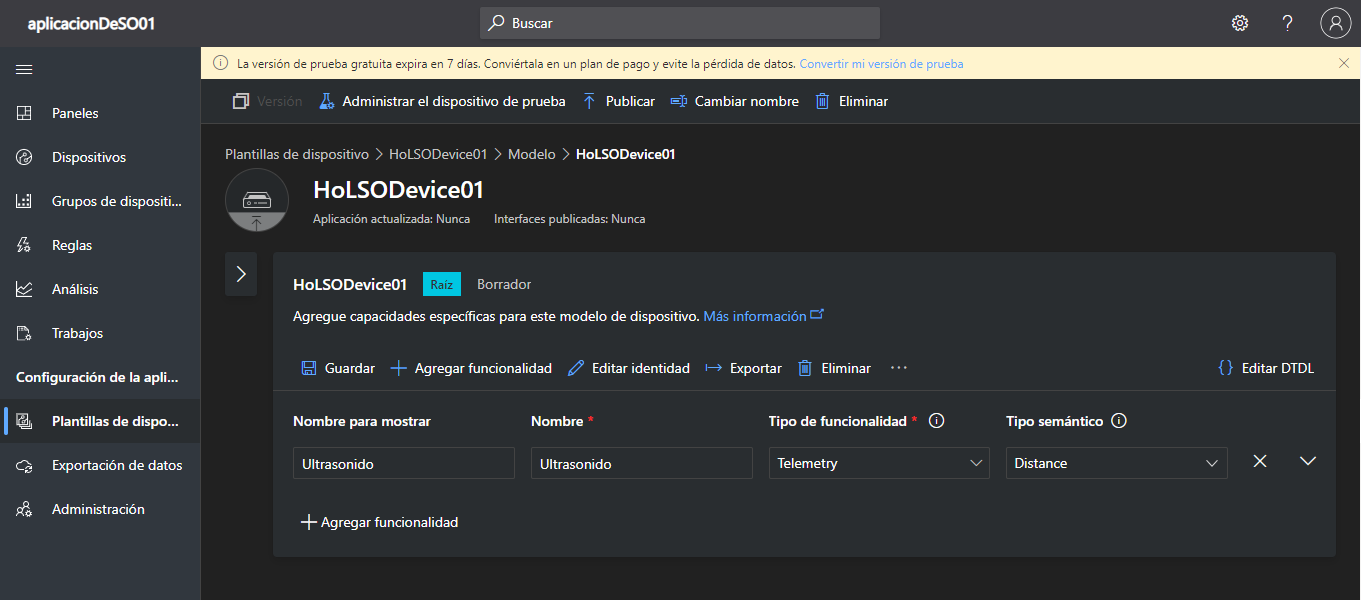 aplicacionDeSO01
Buscar
La versión de prueba gratuita expira en 7 días. Conviértala en un plan de pago y evite la pérdida de datos. Convertir mi versión de prueba
Versión
Administrar el dispositivo de prueba
Publicar
Cambiar nombre
Eliminar
Paneles
Dispositivos
Grupos de dispositi...
Reglas
Análisis
Trabajos
Configuración de la apli...
Plantillas de dispo...
Exportación de datos
Administración
Plantillas de dispositivo > HoLSODevice01 > Modelo > HoLSODevice01
HoLSODevice01
Aplicación actualizada: Nunca Interfaces publicadas: Nunca
HoLSODevice01 Raíz Borrador
Agregue capacidades específicas para este modelo de dispositivo. Más información
Guardar
Agregar funcionalidad
Editar identidad
Exportar
Eliminar
...
{} Editar DTDL
Nombre para mostrar
Nombre *
Tipo de funcionalidad *
Tipo semántico
Ultrasonido
Ultrasonido
Telemetry
Distance
Agregar funcionalidad